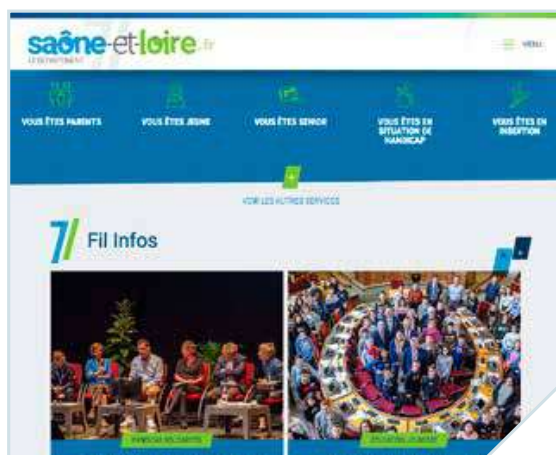 saône-et-loire.fr
LE DÉPARTEMENT
MENU
VOUS ÊTES PARENTS
VOUS ÊTES JEUNE
VOUS ÊTES SENIOR
VOUS ÊTES EN
SITUATION DE
HANDICAP
VOUS ÊTES EN
INSERTION
+
VOIR LES AUTRES SERVICES
7/ Fil Infos